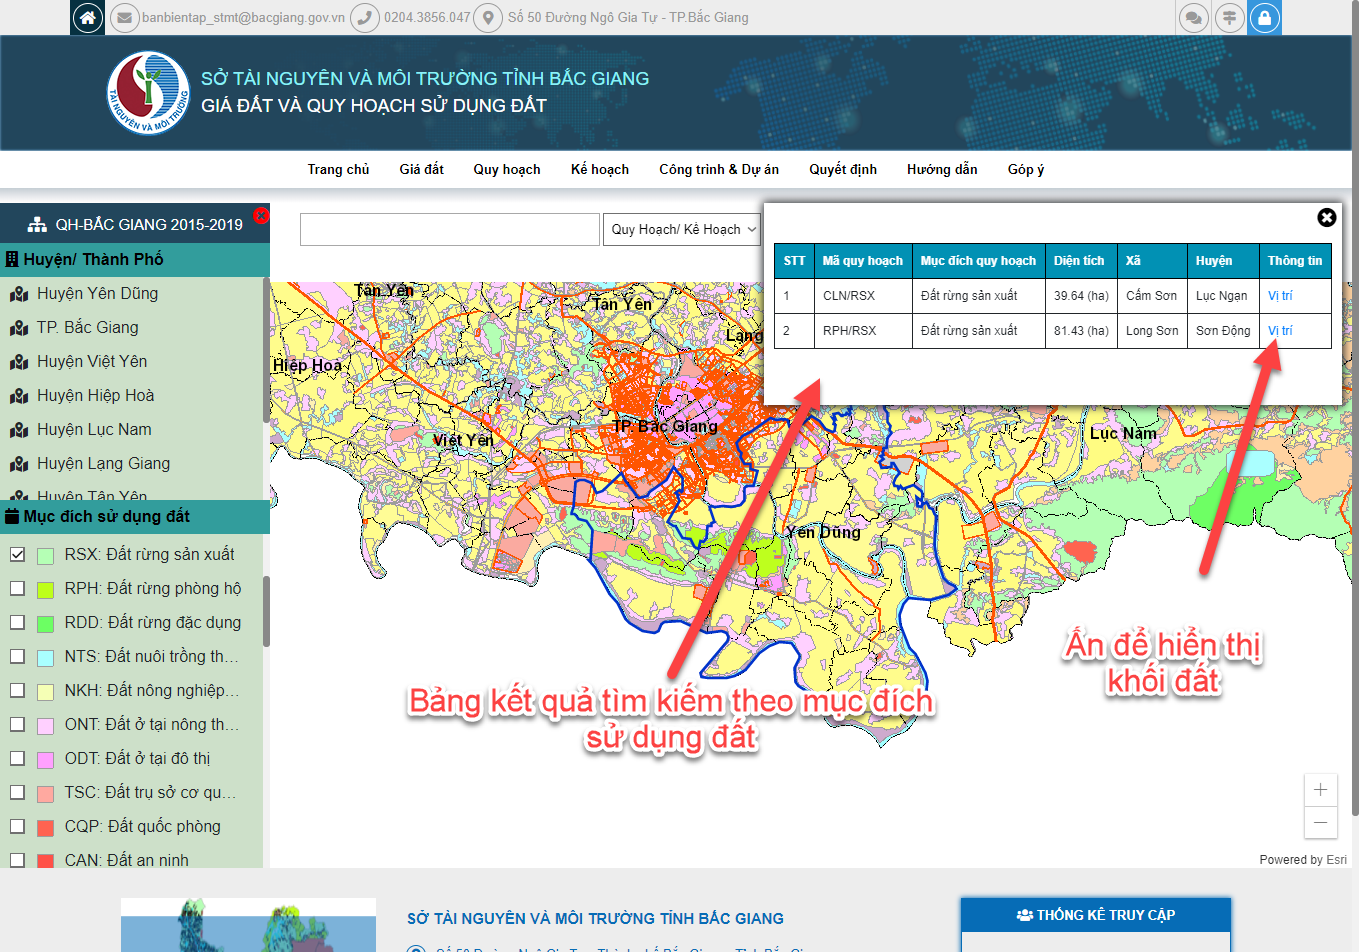 banbientap_stmt@bacgiang.gov.vn 0204.3856.047 Số 50 Đường Ngô Gia Tự - TP.Bắc Giang
SỞ TÀI NGUYÊN VÀ MÔI TRƯỜNG TỈNH BẮC GIANG
GIÁ ĐẤT VÀ QUY HOẠCH SỬ DỤNG ĐẤT
TÀI NGUYÊN VÀ MÔI TRƯỜNG
Trang chủ Giá đất Quy hoạch Kế hoạch Công trình & Dự án Quyết định Hướng dẫn Góp ý
QH-BẮC GIANG 2015-2019
Huyện/ Thành Phố
Huyện Yên Dũng
TP. Bắc Giang
Huyện Việt Yên
Huyện Hiệp Hoà
Huyện Lục Nam
Huyện Lạng Giang
Huyện Tân Yên
Mục đích sử dụng đất
RSX: Đất rừng sản xuất
RPH: Đất rừng phòng hộ
RDD: Đất rừng đặc dụng
NTS: Đất nuôi trồng th...
NKH: Đất nông nghiệp...
ONT: Đất ở tại nông th...
ODT: Đất ở tại đô thị
TSC: Đất trụ sở cơ qu...
CQP: Đất quốc phòng
CAN: Đất an ninh
Quy Hoạch/ Kế Hoạch
STT Mã quy hoạch Mục đích quy hoạch Diện tích Xã Huyện Thông tin
1 CLN/RSX Đất rừng sản xuất 39.64 (ha) Cấm Sơn Lục Ngạn Vị trí
2 RPH/RSX Đất rừng sản xuất 81.43 (ha) Long Sơn Sơn Động Vị trí
Tân Yên
Tân Yên
Lạng
Hiệp Hoà
TP. Bắc Giang
Việt Yên
Lục Nam
Yên Dũng
Bảng kết quả tìm kiếm theo mục đích
sử dụng đất
Ấn để hiển thị
khối đất
Powered by Esri
SỞ TÀI NGUYÊN VÀ MÔI TRƯỜNG TỈNH BẮC GIANG
THỐNG KÊ TRUY CẬP